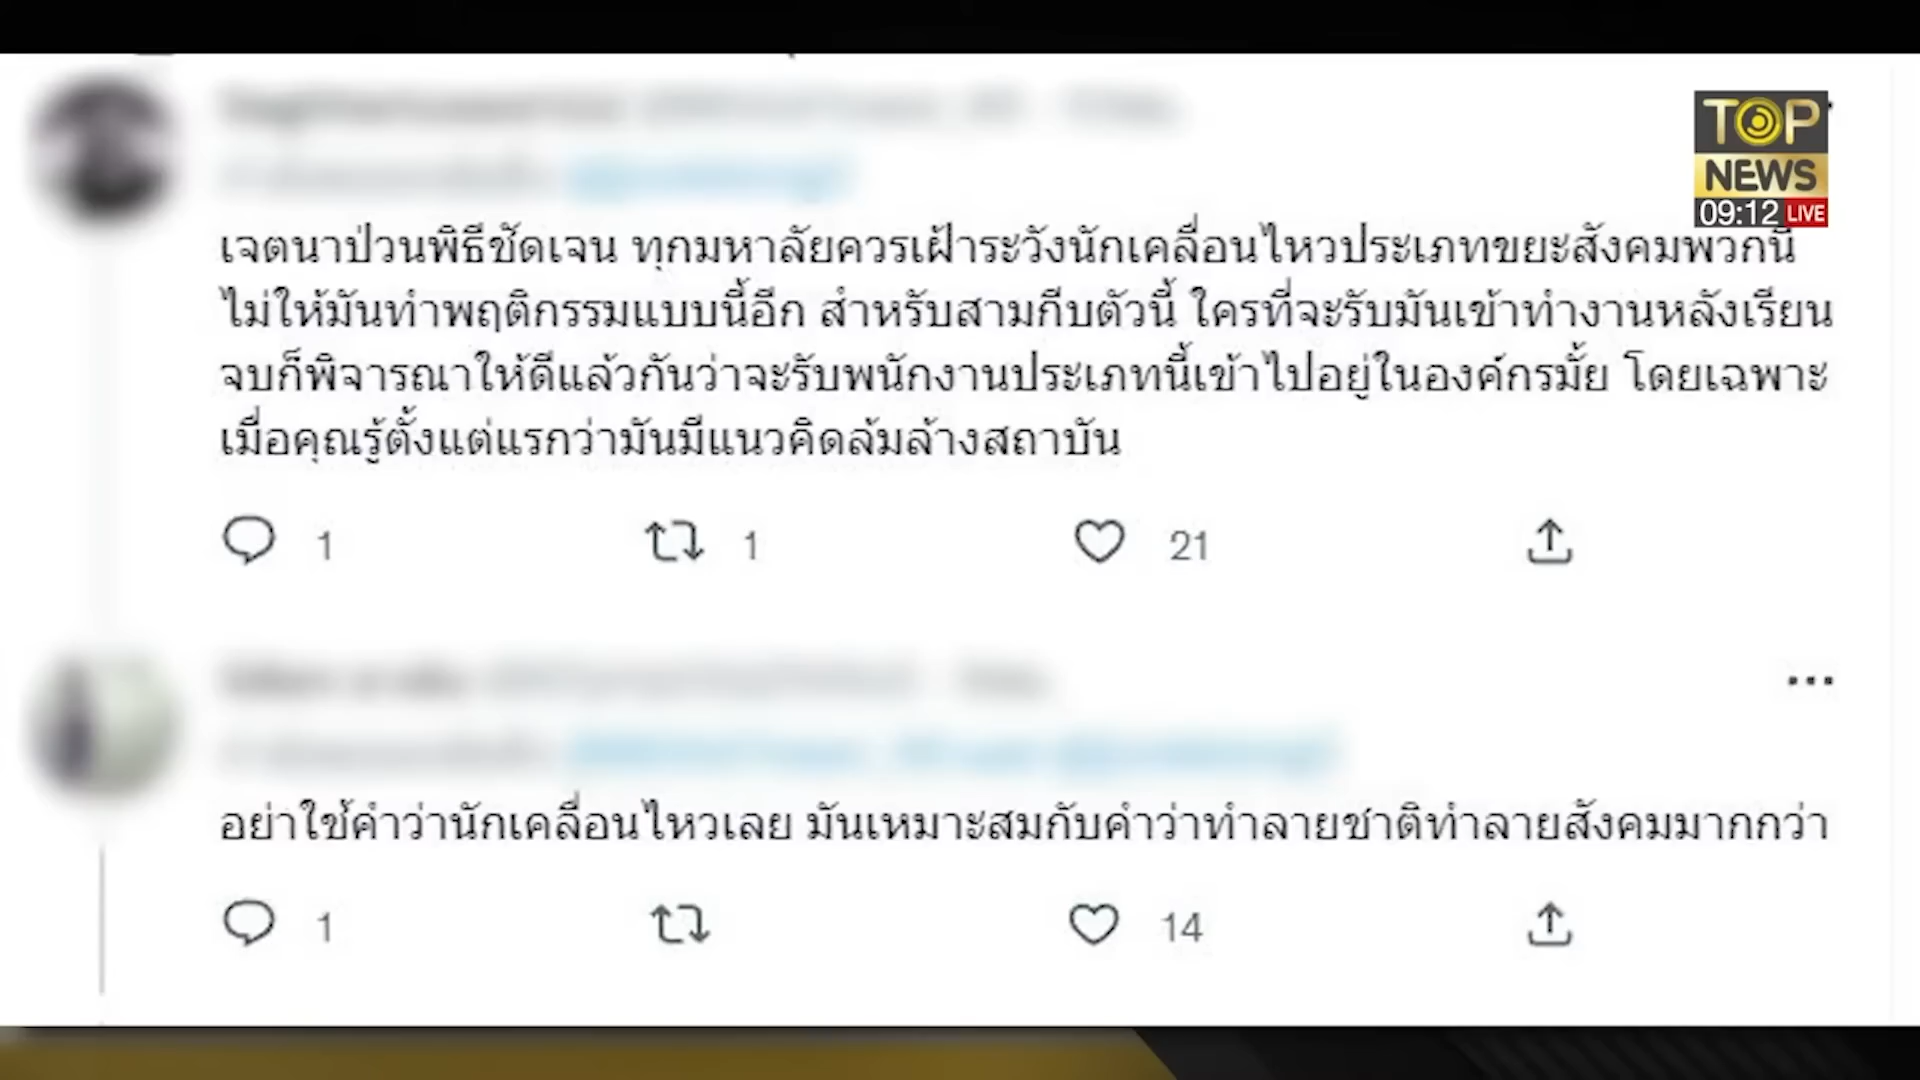 TOP
NEWS
09:12 LIVE
เจตนาป่วนพิธีชัดเจน ทุกมหาลัยควรเฝ้าระวังนักเคลื่อนไหวประเภทขยะสังคมพวกนี้
ไม่ให้มันทำพฤติกรรมแบบนี้อีก สำหรับสามกีบตัวนี้ ใครที่จะรับมันเข้าทำงานหลังเรียน
จบก็พิจารณาให้ดีแล้วกันว่าจะรับพนักงานประเภทนี้เข้าไปอยู่ในองค์กรมั้ย โดยเฉพาะ
เมื่อคุณรู้ตั้งแต่แรกว่ามันมีแนวคิดล้มล้างสถาบัน
1 1 21
อย่าใช้คำว่านักเคลื่อนไหวเลย มันเหมาะสมกับคำว่าทำลายชาติทำลายสังคมมากกว่า
1 14